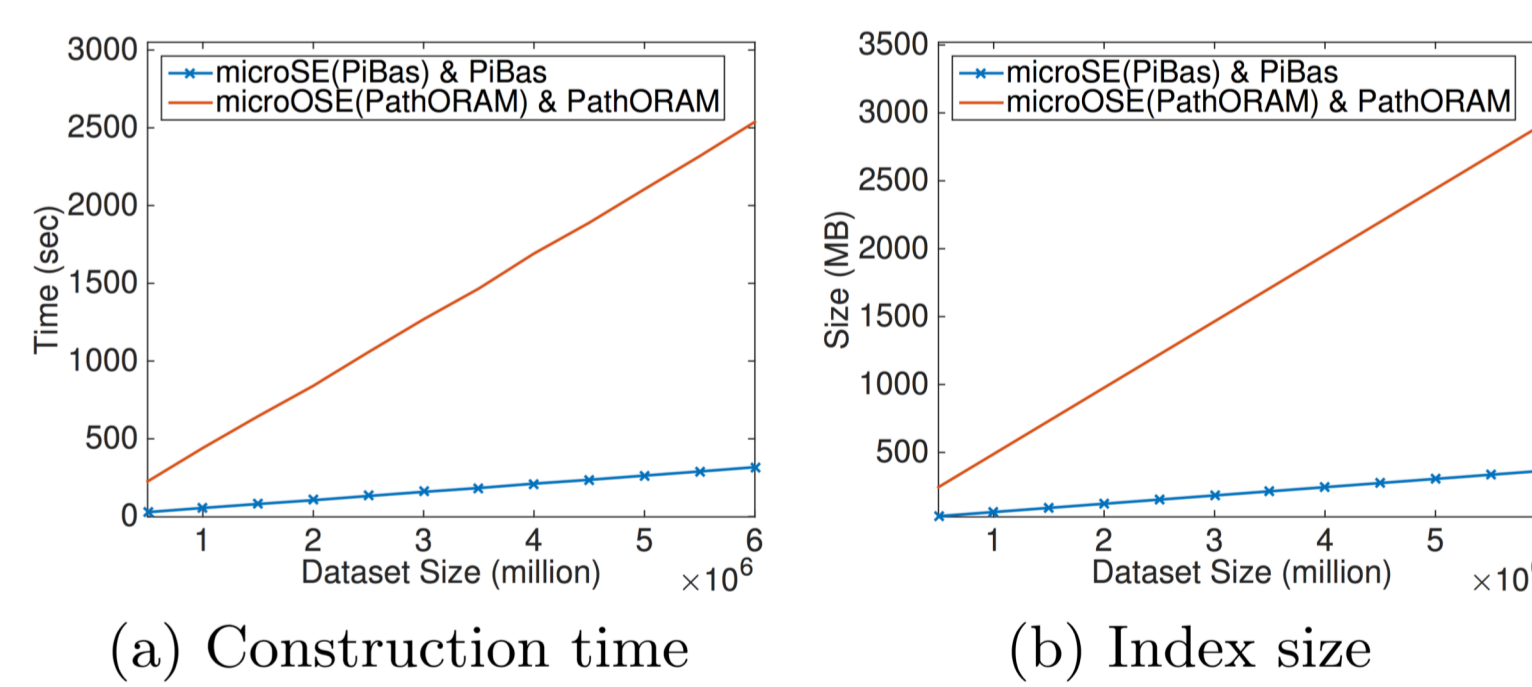 3000
2500
2000
1500
1000
500
0
Time (sec)
microSE(PiBas) & PiBas
microOSE(PathORAM) & PathORAM
1 2 3 4 5 6
Dataset Size (million)
×10⁶
(a) Construction time
3500
3000
2500
2000
1500
1000
500
Size (MB)
microSE(PiBas) & PiBas
microOSE(PathORAM) & PathORAM
1 2 3 4 5
Dataset Size (million)
×10
(b) Index size